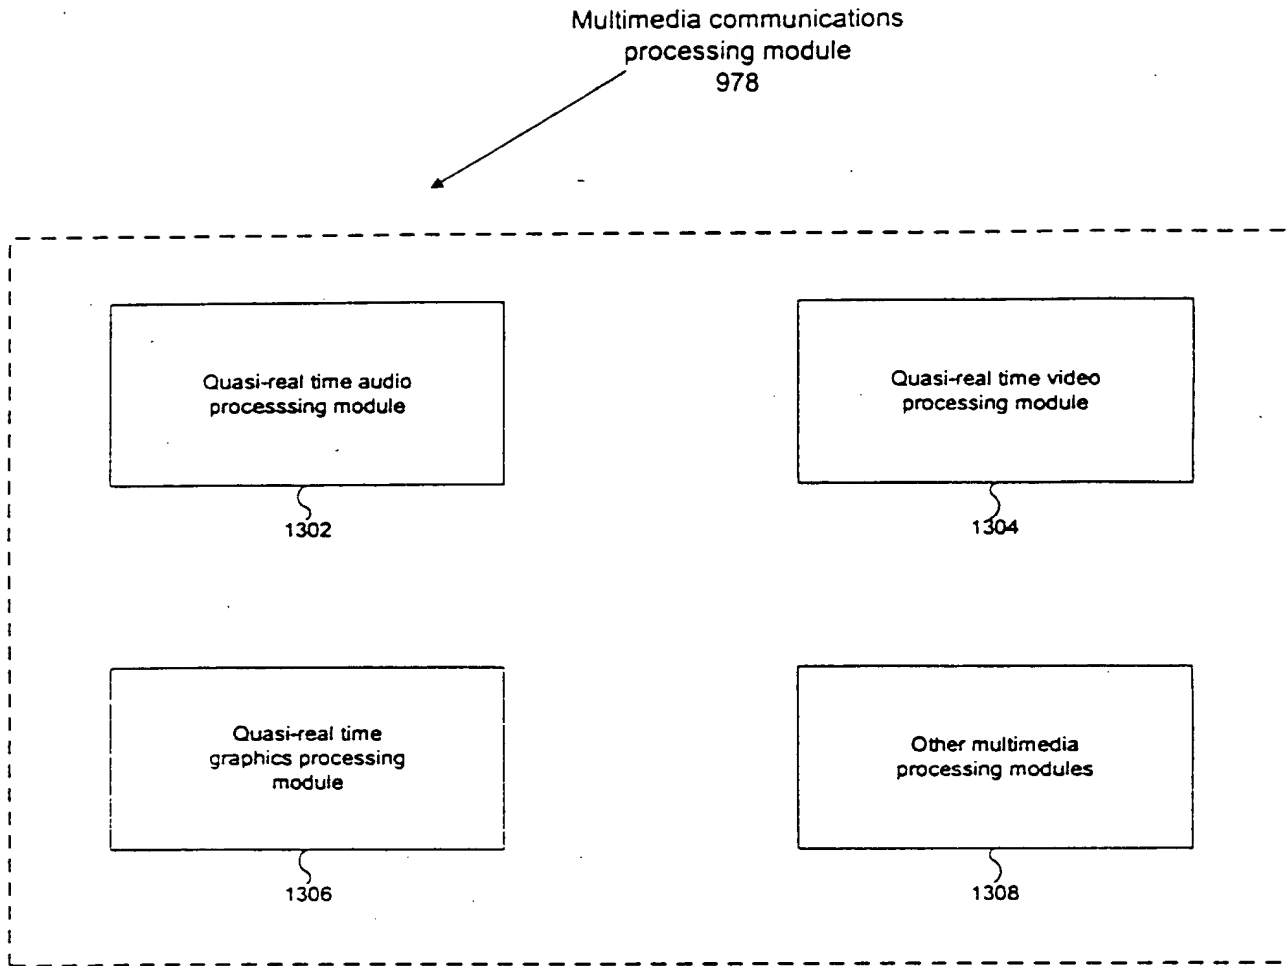 Multimedia communications
processing module
978
Quasi-real time audio
processsing module
1302
Quasi-real time video
processing module
1304
Quasi-real time
graphics processing
module
1306
Other multimedia
processing modules
1308